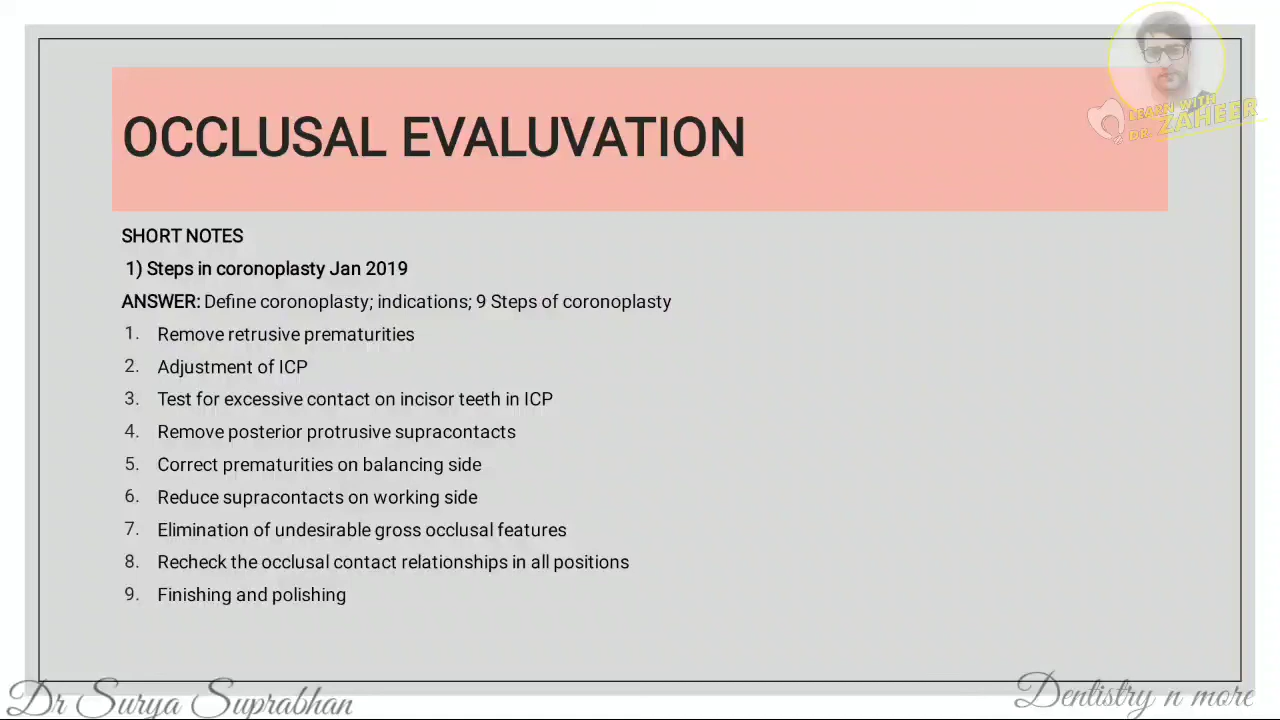 OCCLUSAL EVALUVATION
LEARN WITH
DR. ZAHEER
SHORT NOTES
1) Steps in coronoplasty Jan 2019
ANSWER: Define coronoplasty; indications; 9 Steps of coronoplasty
1. Remove retrusive prematurities
2. Adjustment of ICP
3. Test for excessive contact on incisor teeth in ICP
4. Remove posterior protrusive supracontacts
5. Correct prematurities on balancing side
6. Reduce supracontacts on working side
7. Elimination of undesirable gross occlusal features
8. Recheck the occlusal contact relationships in all positions
9. Finishing and polishing
Dr Surya Suprabhan
Dentistry n more